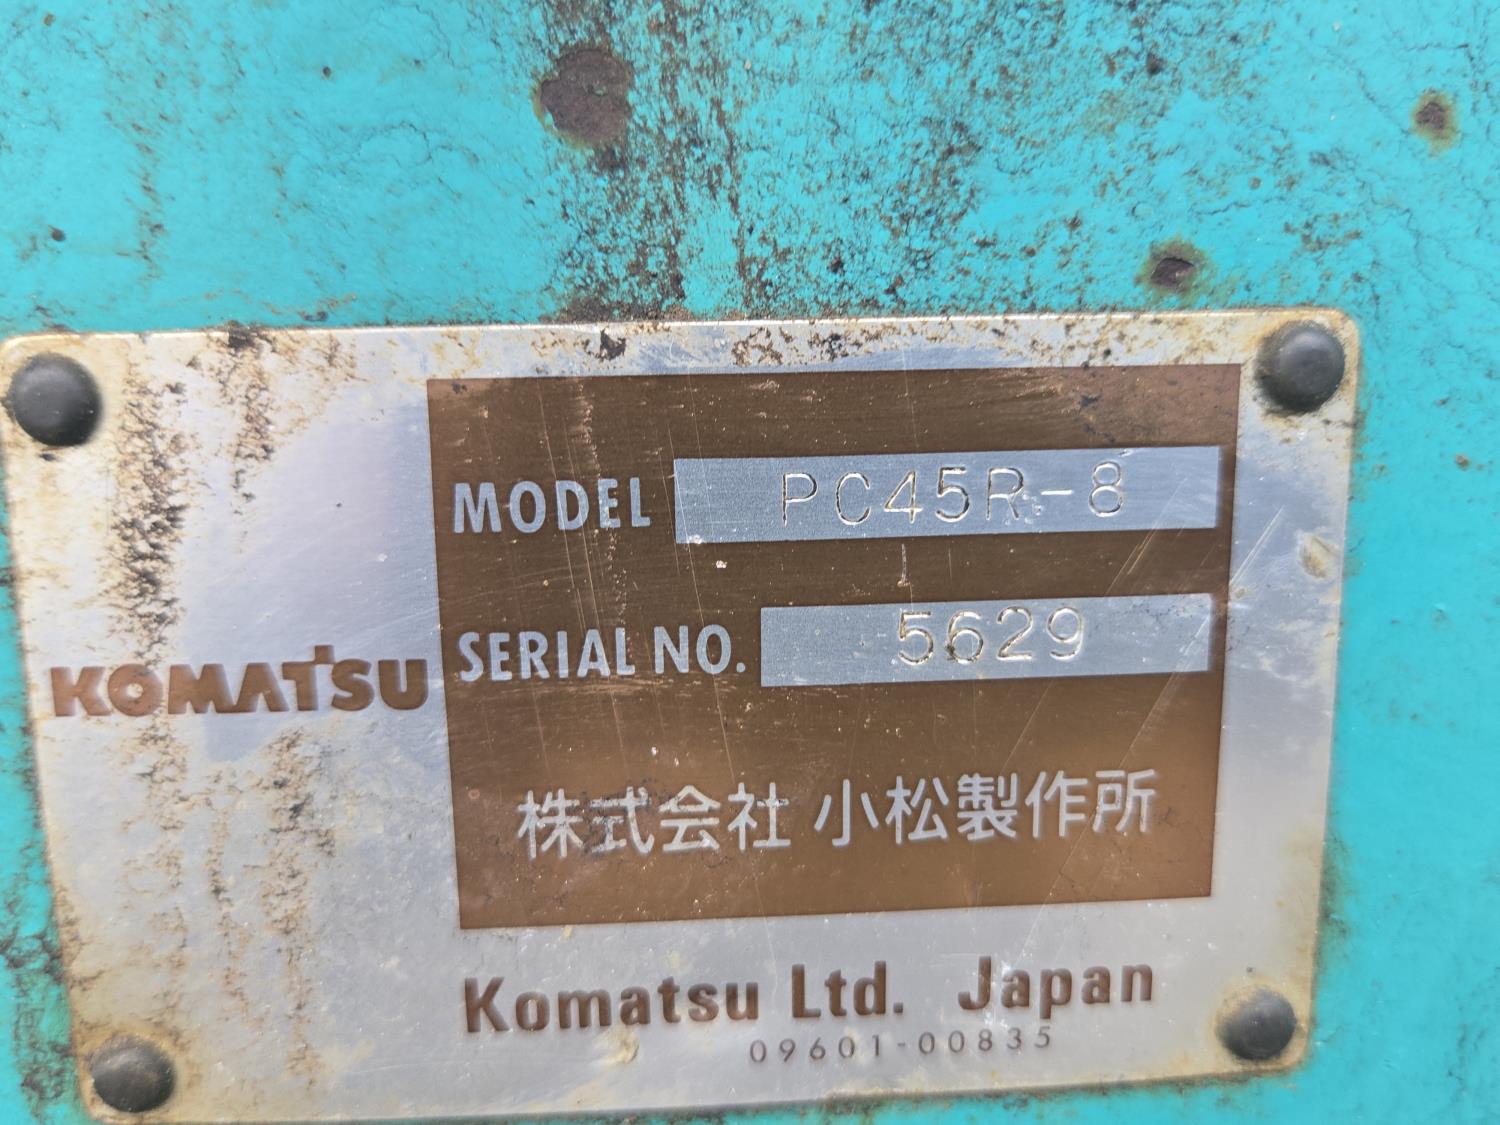 MODEL PC45R-8
SERIAL NO. 5629
KOMATSU
株式会社 小松製作所
Komatsu Ltd. Japan
09601-00835